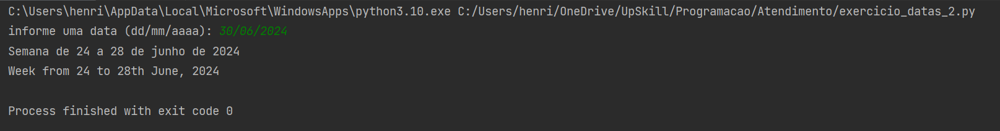 C:\Users\henri\AppData\Local\Microsoft\WindowsApps\python3.10.exe C:/Users/henri/OneDrive/UpSkill/Programacao/Atendimento/exercicio_datas_2.py
informe uma data (dd/mm/aaaa): 30/06/2024
Semana de 24 a 28 de junho de 2024
Week from 24 to 28th June, 2024
Process finished with exit code 0